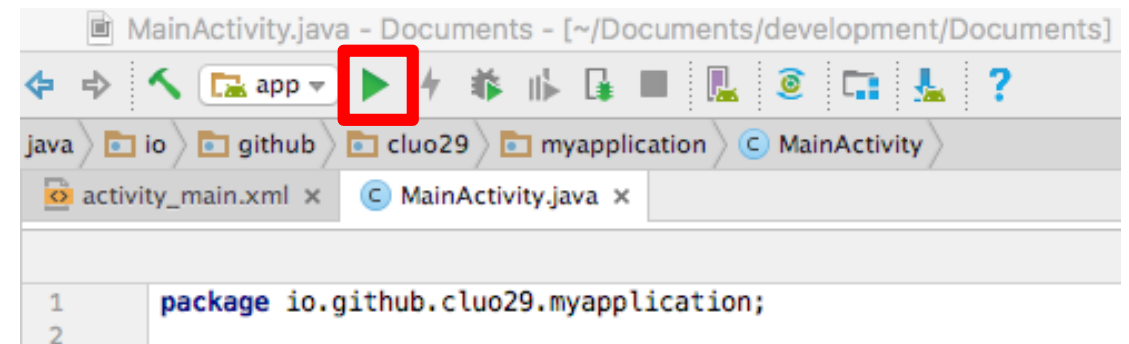 MainActivity.java - Documents - [~/Documents/development/Documents]
app ?
java io github cluo29 myapplication C MainActivity
activity_main.xml × C MainActivity.java ×
1 package io.github.cluo29.myapplication;
2